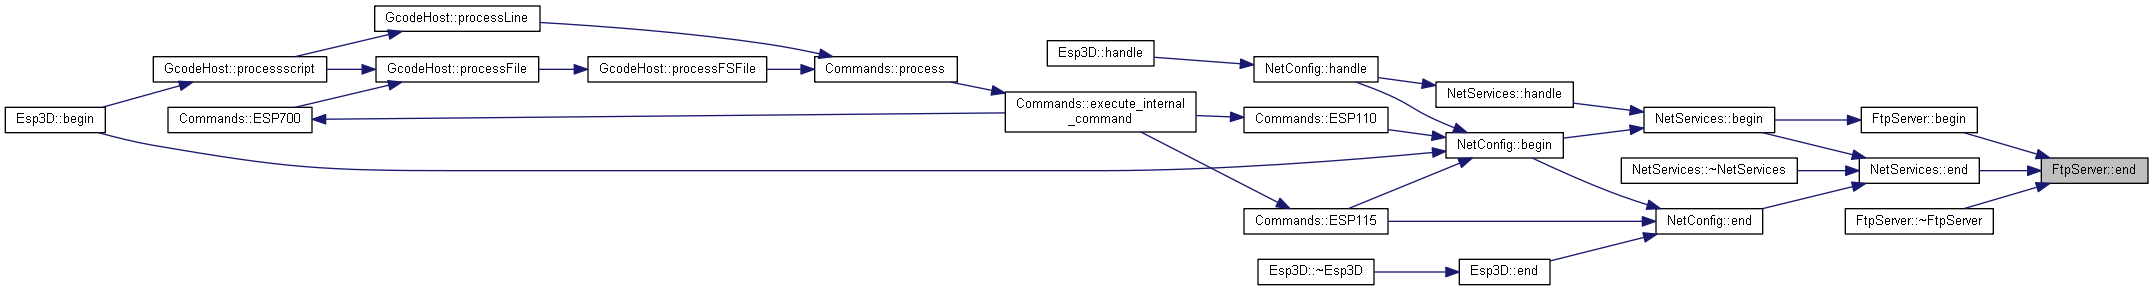 GcodeHost::processLine
Esp3D::handle
GcodeHost::processscript
GcodeHost::processFile
GcodeHost::processFSFile
Commands::process
NetConfig::handle
NetServices::handle
Commands::execute_internal
_command
Esp3D::begin
Commands::ESP700
Commands::ESP110
NetServices::begin
FtpServer::begin
NetConfig::begin
NetServices::~NetServices
NetServices::end
FtpServer::end
Commands::ESP115
NetConfig::end
FtpServer::~FtpServer
Esp3D::~Esp3D
Esp3D::end